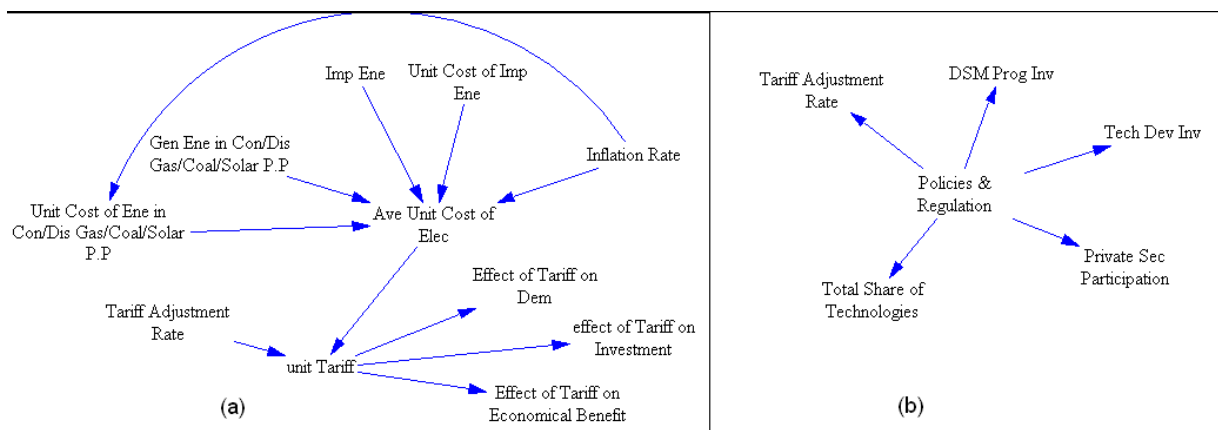 Imp Ene
Unit Cost of Imp
Ene
Gen Ene in Con/Dis
Gas/Coal/Solar P.P
Inflation Rate
Unit Cost of Ene in
Con/Dis Gas/Coal/Solar
P.P
Ave Unit Cost of
Elec
Tariff Adjustment
Rate
unit Tariff
Effect of Tariff on
Dem
effect of Tariff on
Investment
Effect of Tariff on
Economical Benefit
(a)
Tariff Adjustment
Rate
DSM Prog Inv
Tech Dev Inv
Policies &
Regulation
Private Sec
Participation
Total Share of
Technologies
(b)